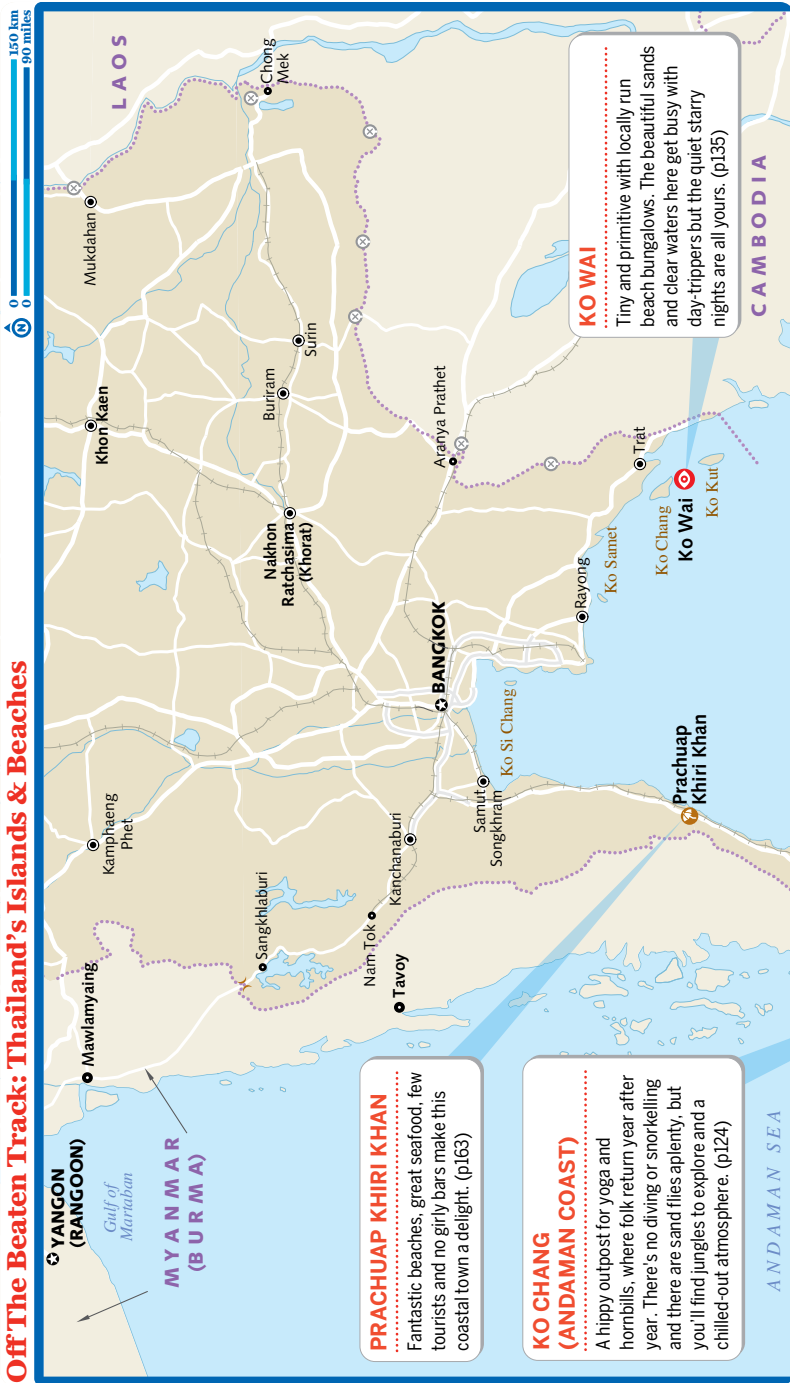 Off The Beaten Track: Thailand's Islands & Beaches
N
0
150 km
0
90 miles
YANGON
(RANGOON)
Gulf of
Martaban
MYANMAR
(BURMA)
Mawlamyaing
Kamphaeng
Phet
Khon Kaen
Mukdahan
LAOS
Chong
Mek
Sangkhlaburi
Nam Tok
Tavoy
Kanchanaburi
Samut
Songkhram
BANGKOK
Nakhon
Ratchasima
(Khorat)
Buriram
Surin
Aranya Prathet
Ko Si Chang
Rayong
Ko Samet
Trat
Ko Chang
Ko Wai
Ko Kut
CAMBODIA
Prachuap
Khiri Khan
ANDAMAN SEA
PRACHUAP KHIRI KHAN
Fantastic beaches, great seafood, few
tourists and no girly bars make this
coastal town a delight. (p163)
KO CHANG
(ANDAMAN COAST)
A hippy outpost for yoga and
hornbills, where folk return year after
year. There's no diving or snorkelling
and there are sand flies aplenty, but
you'll find jungles to explore and a
chilled-out atmosphere. (p124)
KO WAI
Tiny and primitive with locally run
beach bungalows. The beautiful sands
and clear waters here get busy with
day-trippers but the quiet starry
nights are all yours. (p135)